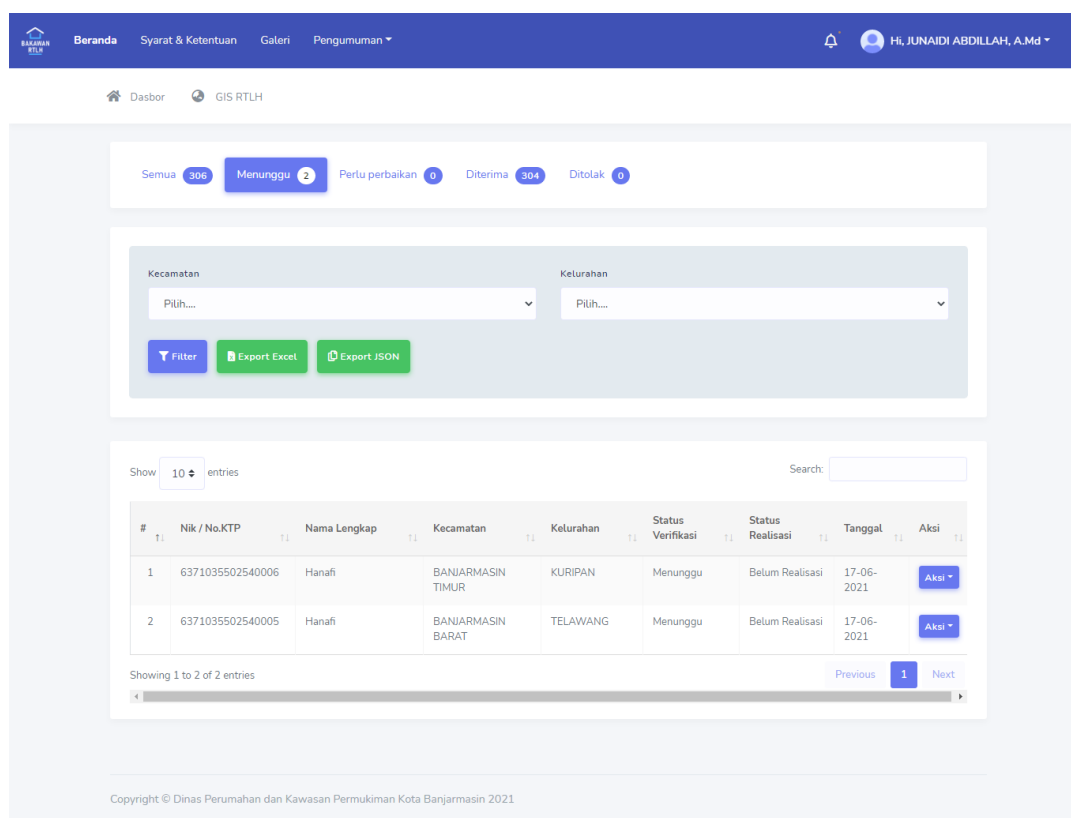 BAKAWAN
RTLH
Beranda Syarat & Ketentuan Galeri Pengumuman Hi, JUNAIDI ABDILLAH, A.Md
Dasbor GIS RTLH
Semua 306 Menunggu 2 Perlu perbaikan 0 Diterima 304 Ditolak 0
Kecamatan Kelurahan
Pilih.... Pilih....
Filter Export Excel Export JSON
Show 10 entries Search:
# Nik / No.KTP Nama Lengkap Kecamatan Kelurahan Status Verifikasi Status Realisasi Tanggal Aksi
1 6371035502540006 Hanafi BANJARMASIN TIMUR KURIPAN Menunggu Belum Realisasi 17-06-2021 Aksi
2 6371035502540005 Hanafi BANJARMASIN BARAT TELAWANG Menunggu Belum Realisasi 17-06-2021 Aksi
Showing 1 to 2 of 2 entries Previous 1 Next
Copyright © Dinas Perumahan dan Kawasan Permukiman Kota Banjarmasin 2021